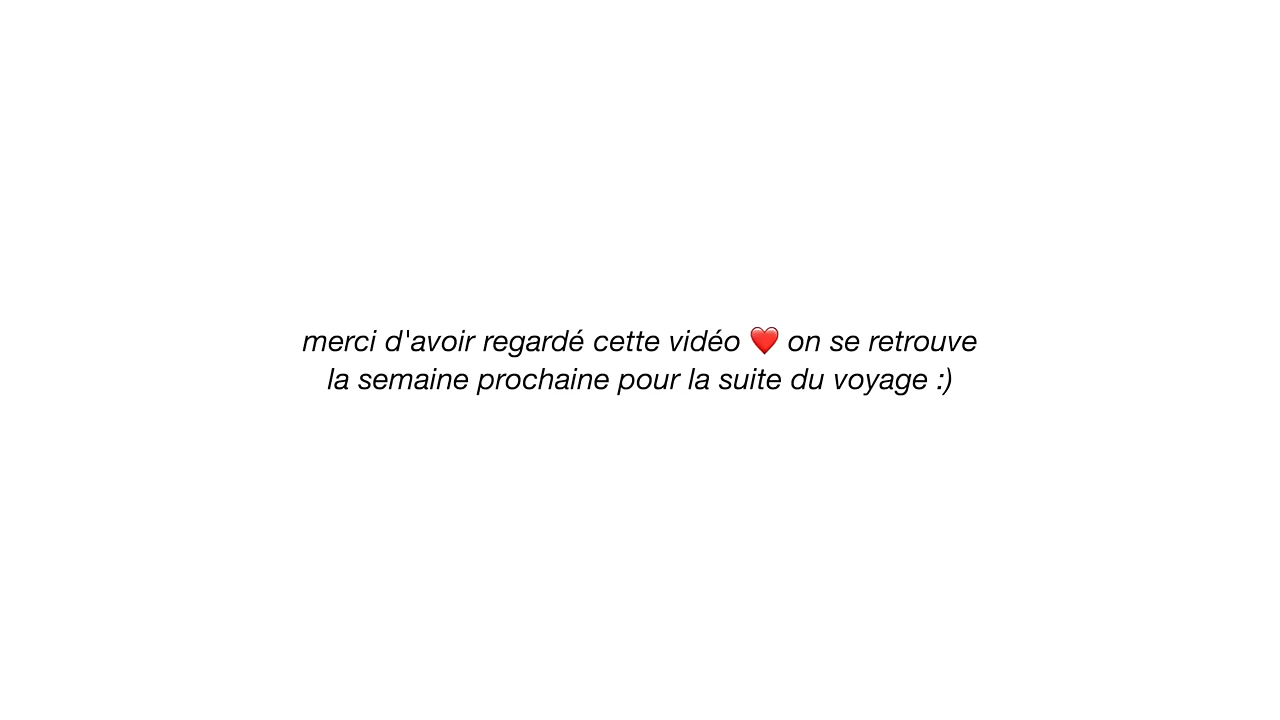 merci d'avoir regardé cette vidéo ❤️ on se retrouve
la semaine prochaine pour la suite du voyage :)